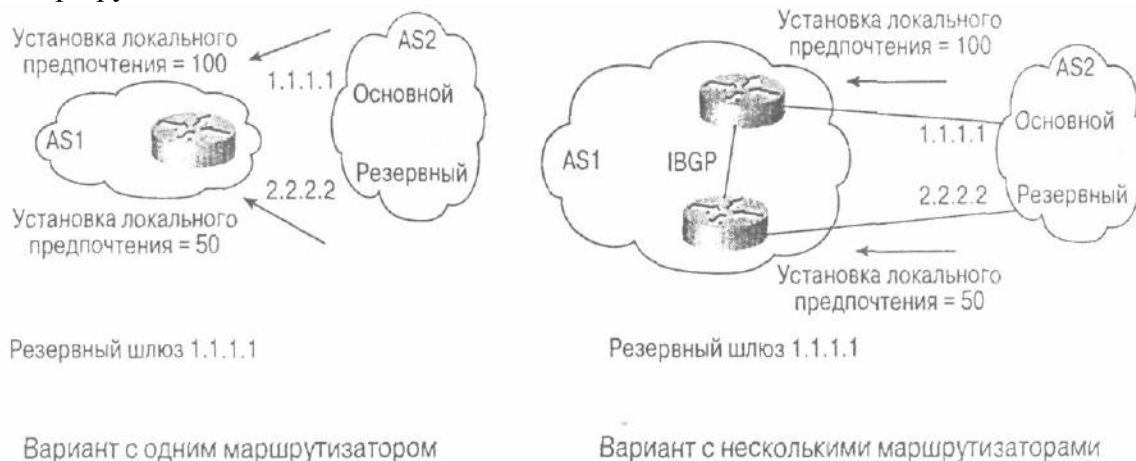 Установка локального
предпочтения = 100
AS2
1.1.1.1
Основной
AS1
Резервный
2.2.2.2
Установка локального
предпочтения = 50
Резервный шлюз 1.1.1.1
Вариант с одним маршрутизатором
Установка локального
предпочтения = 100
AS2
Основной
1.1.1.1
AS1
IBGP
2.2.2.2
Резервный
Установка локального
предпочтения = 50
Резервный шлюз 1.1.1.1
Вариант с несколькими маршрутизаторами